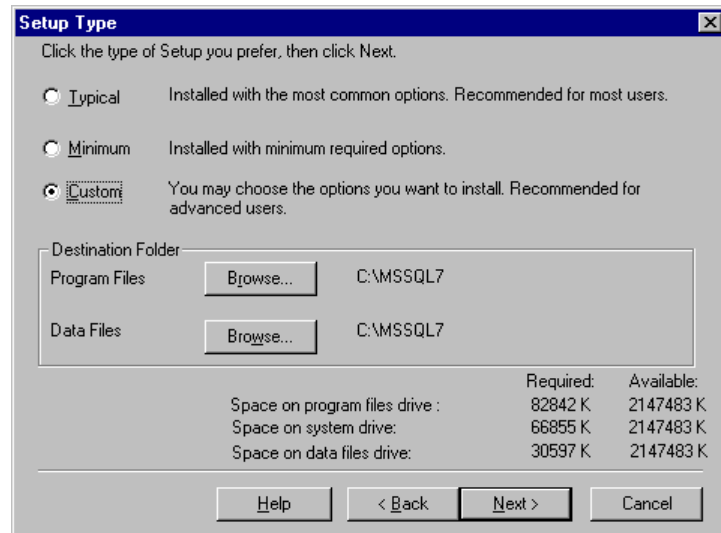 Setup Type
Click the type of Setup you prefer, then click Next.
Typical Installed with the most common options. Recommended for most users.
Minimum Installed with minimum required options.
Custom You may choose the options you want to install. Recommended for
advanced users.
Destination Folder
Program Files Browse... C:\MSSQL7
Data Files Browse... C:\MSSQL7
Required: Available:
Space on program files drive : 82842 K 2147483 K
Space on system drive: 66855 K 2147483 K
Space on data files drive: 30597 K 2147483 K
Help < Back Next > Cancel